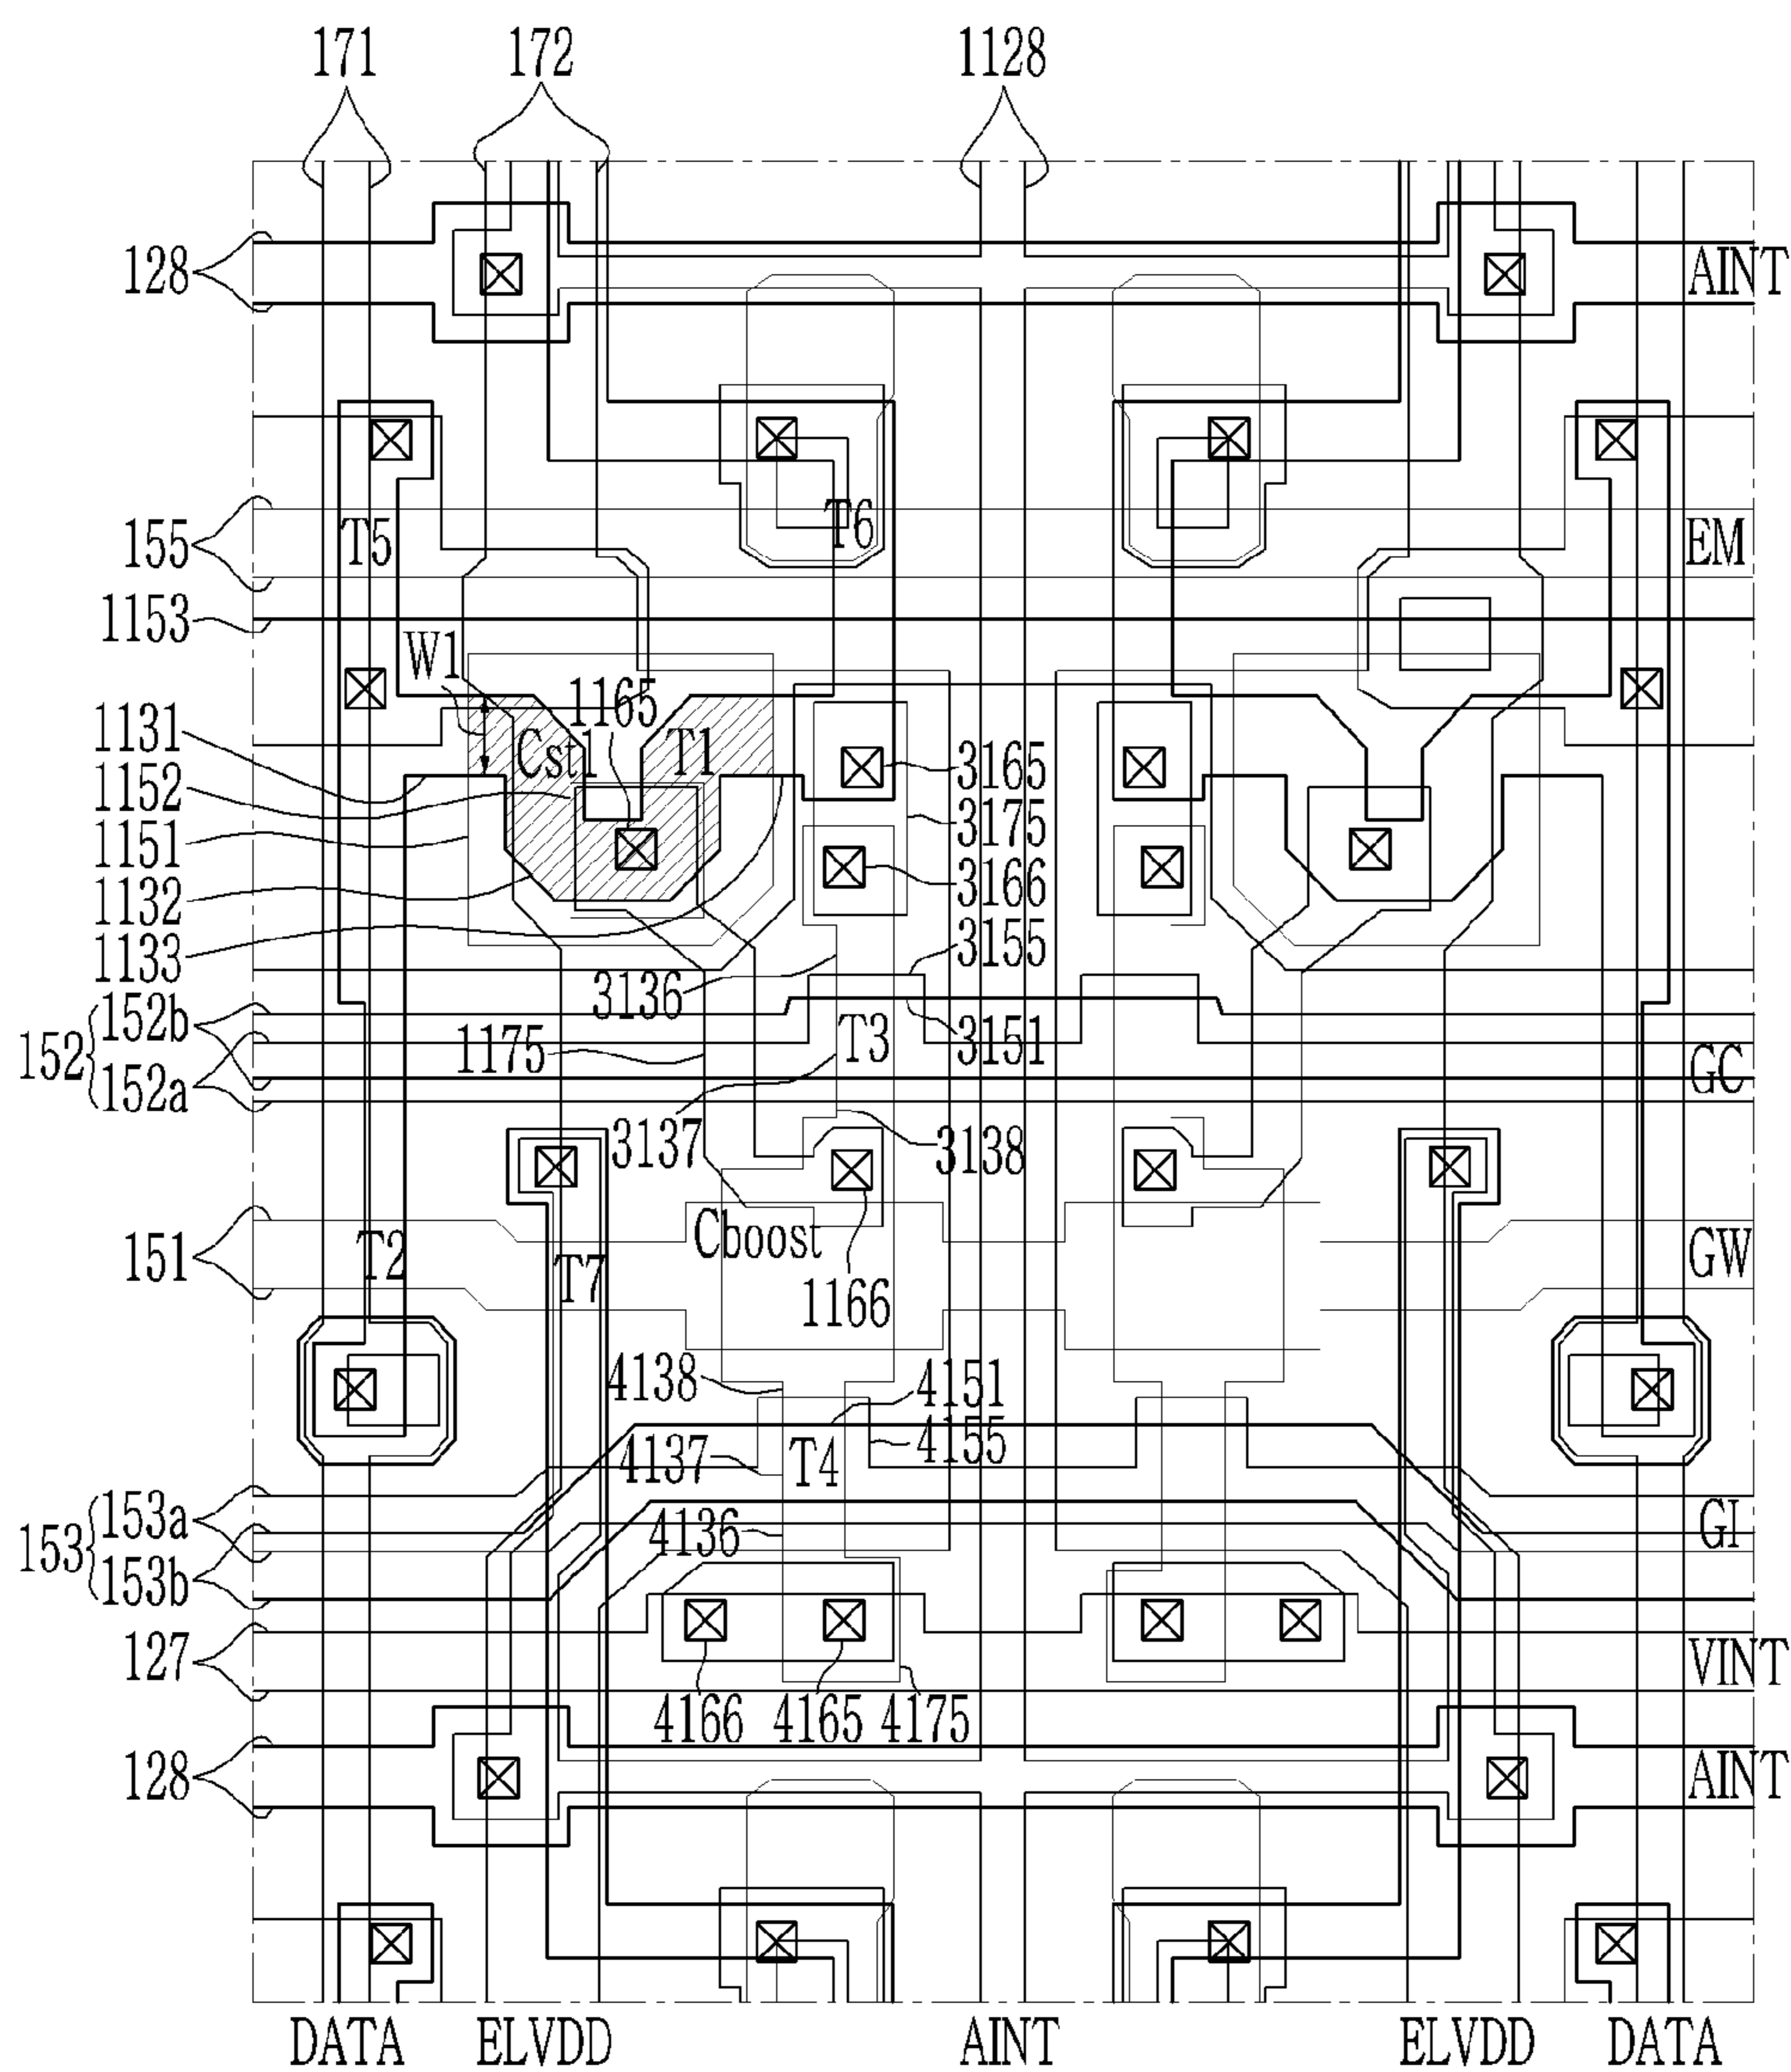 171 172 1128
128 AINT
T6
155 T5 EM
1153
W1
1165
1131 Cst1 T1
1152 3165
1151 3175
1132 3166
1133 3155
3136
152 152b 3151
1175 T3
152a GC
3137 3138
151 T2 T7 Cboost GW
1166
4138 4151
4137 T4 4155
153 153a GI
4136
153b
127 VINT
4166 4165 4175
128 AINT
DATA ELVDD AINT ELVDD DATA